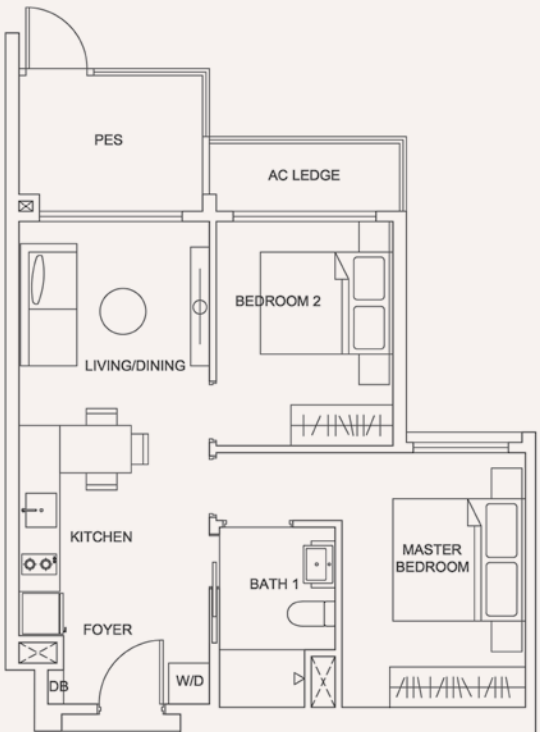 PES
AC LEDGE
BEDROOM 2
LIVING/DINING
KITCHEN
MASTER
BEDROOM
BATH 1
FOYER
W/D
DB